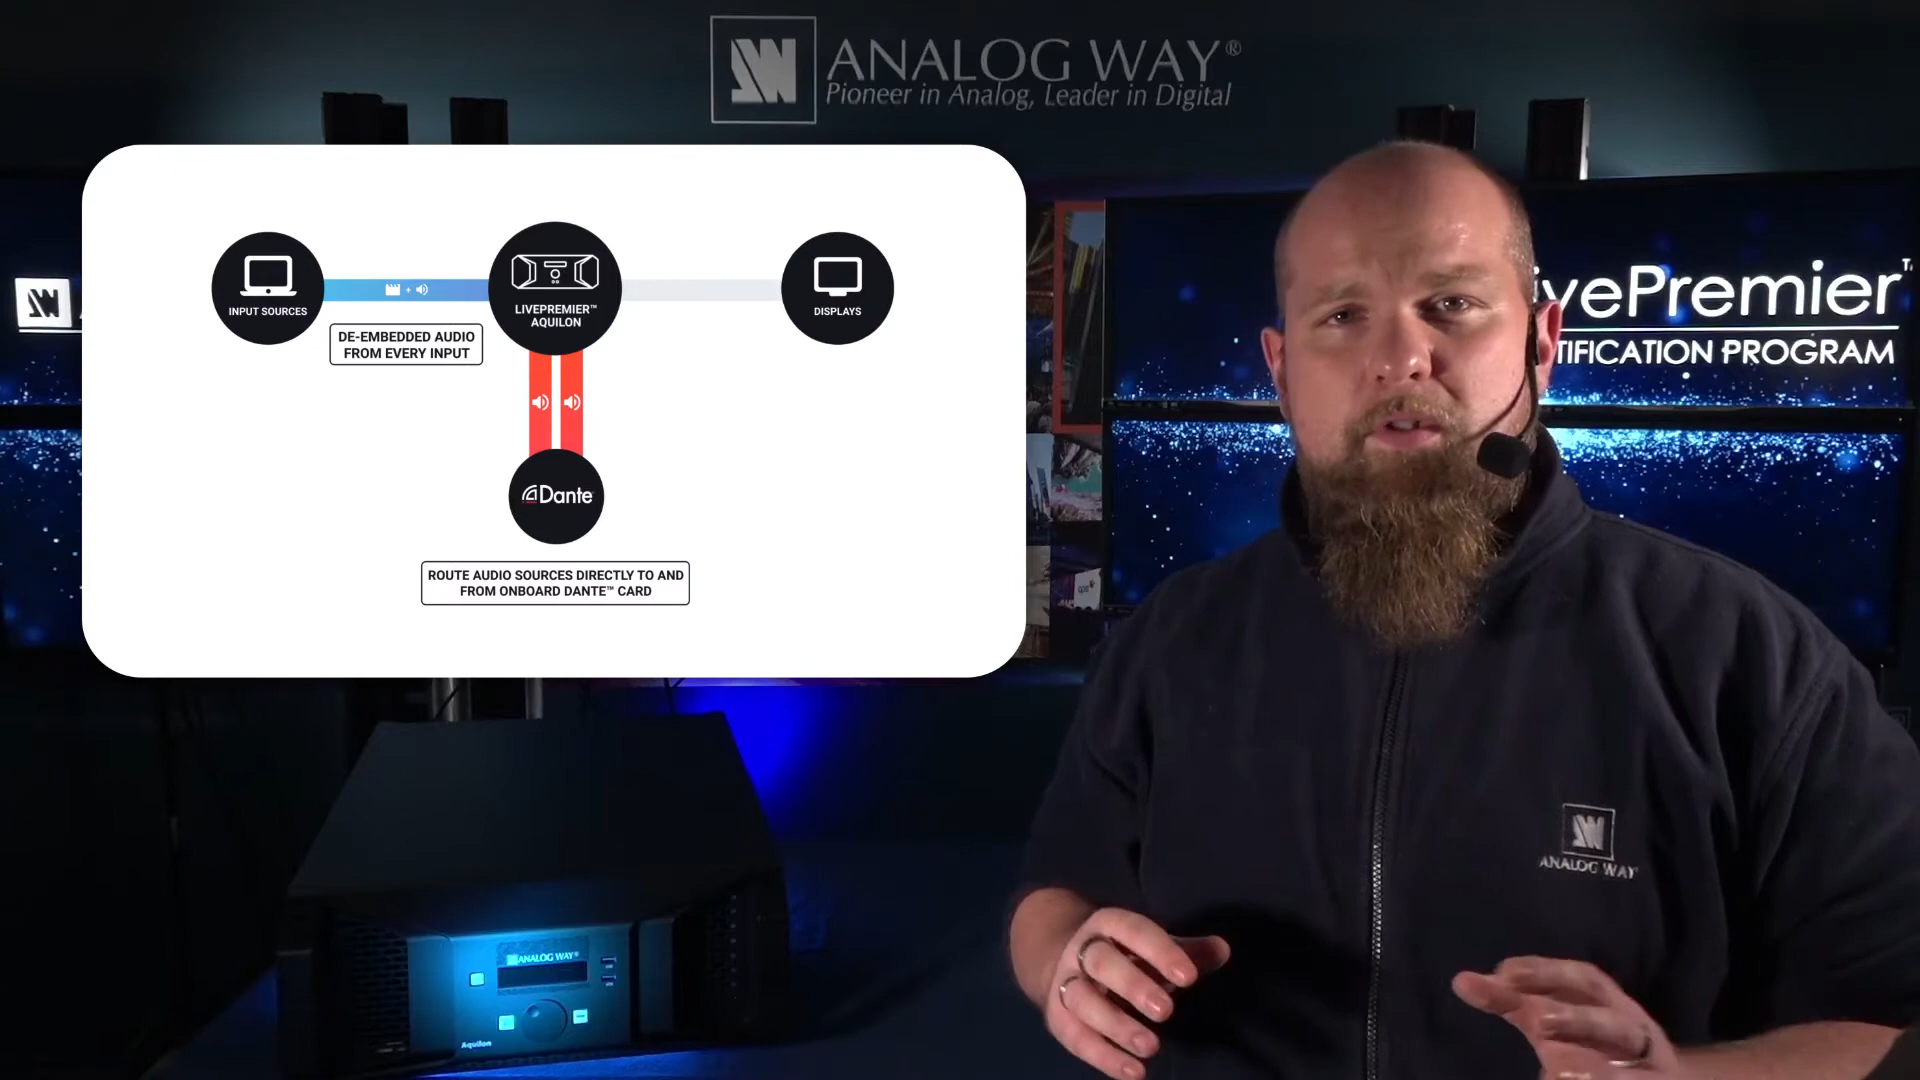 ANALOG WAY®
Pioneer in Analog, Leader in Digital
INPUT SOURCES
LIVEPREMIER™
AQUILON
DISPLAYS
DE-EMBEDDED AUDIO
FROM EVERY INPUT
Dante
ROUTE AUDIO SOURCES DIRECTLY TO AND
FROM ONBOARD DANTE™ CARD
ivePremier
TIFICATION PROGRAM
ANALOG WAY
ANALOG WAY®
Aquilon